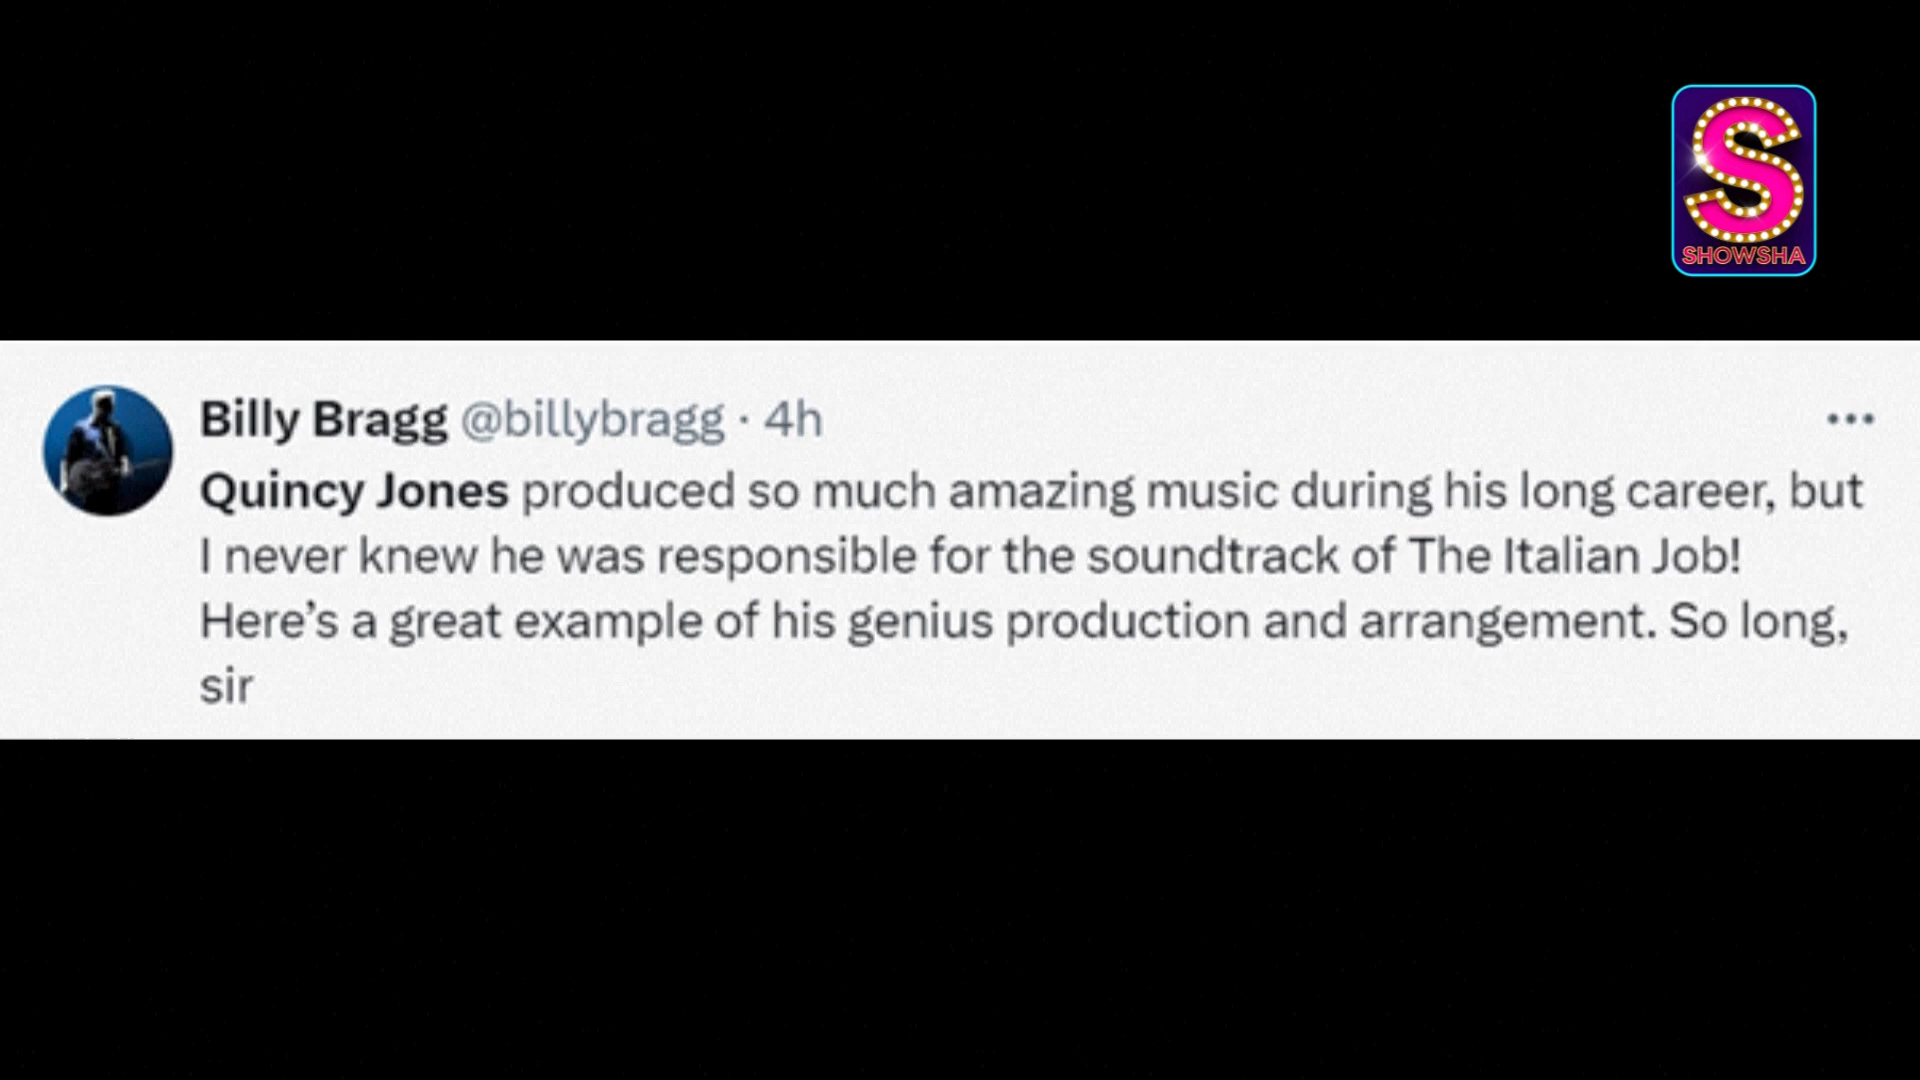 S
SHOWSHA
Billy Bragg @billybragg · 4h
Quincy Jones produced so much amazing music during his long career, but
I never knew he was responsible for the soundtrack of The Italian Job!
Here’s a great example of his genius production and arrangement. So long,
sir